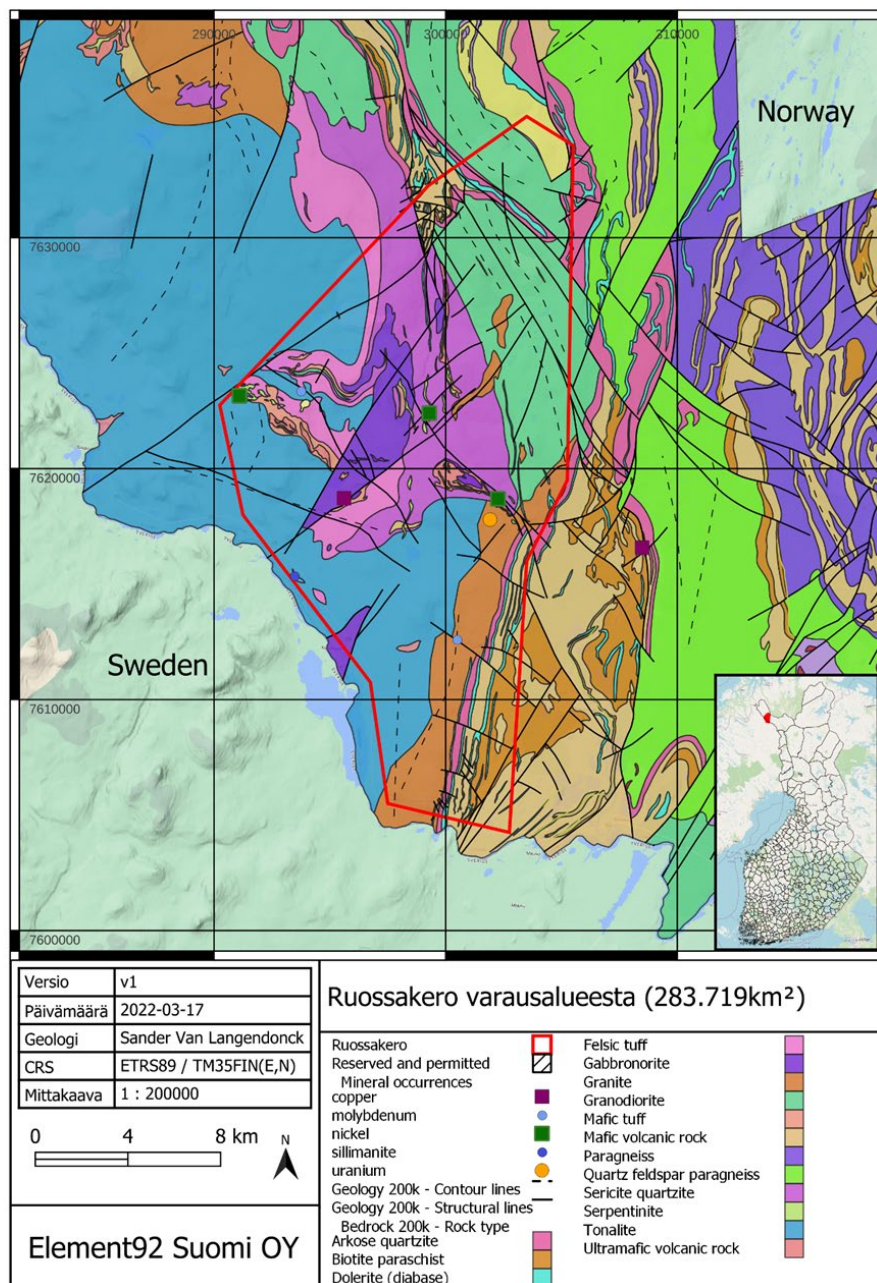 290000
300000
310000
Norway
7630000
7620000
Sweden
7610000
7600000
Versio v1
Päivämäärä 2022-03-17
Geologi Sander Van Langendonck
CRS ETRS89 / TM35FIN(E,N)
Mittakaava 1 : 200000
0 4 8 km
N
Element92 Suomi OY
Ruossakero varausalueesta (283.719km²)
Ruossakero
Reserved and permitted
Mineral occurrences
copper
molybdenum
nickel
sillimanite
uranium
Geology 200k - Contour lines
Geology 200k - Structural lines
Bedrock 200k - Rock type
Arkose quartzite
Biotite paraschist
Dolerite (diabase)
Felsic tuff
Gabbronorite
Granite
Granodiorite
Mafic tuff
Mafic volcanic rock
Paragneiss
Quartz feldspar paragneiss
Sericite quartzite
Serpentinite
Tonalite
Ultramafic volcanic rock